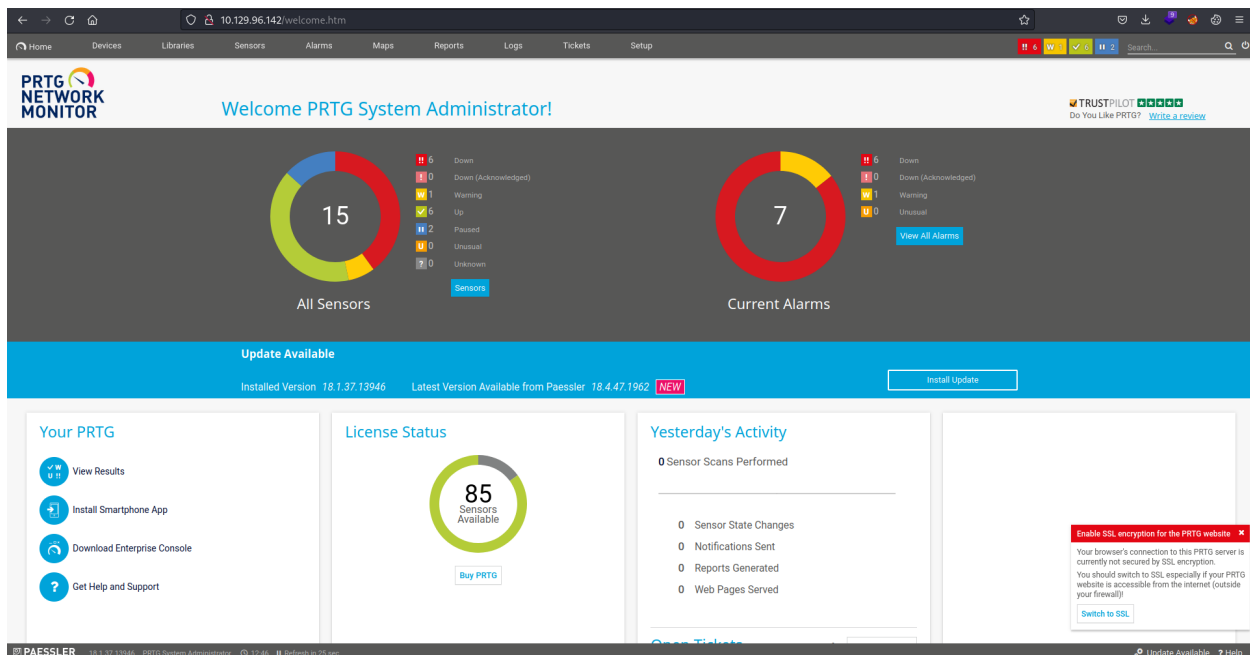 10.129.96.142/welcome.htm
Home Devices Libraries Sensors Alarms Maps Reports Logs Tickets Setup
!! 6 W ✓ 6 II 2 Search...
PRTG
NETWORK
MONITOR
Welcome PRTG System Administrator!
TRUSTPILOT
Do You Like PRTG? Write a review
15
All Sensors
!! 6 Down
! 0 Down (Acknowledged)
W 1 Warning
✓ 6 Up
II 2 Paused
U 0 Unusual
? 0 Unknown
Sensors
7
Current Alarms
!! 6 Down
! 0 Down (Acknowledged)
W 1 Warning
U 0 Unusual
View All Alarms
Update Available
Installed Version 18.1.37.13946 Latest Version Available from Paessler 18.4.47.1962 NEW
Install Update
Your PRTG
View Results
Install Smartphone App
Download Enterprise Console
? Get Help and Support
License Status
85
Sensors
Available
Buy PRTG
Yesterday's Activity
0 Sensor Scans Performed
0 Sensor State Changes
0 Notifications Sent
0 Reports Generated
0 Web Pages Served
Open Tickets
Enable SSL encryption for the PRTG website ✖
Your browser's connection to this PRTG server is
currently not secured by SSL encryption.
You should switch to SSL especially if your PRTG
website is accessible from the internet (outside
your firewall)!
Switch to SSL
PAESSLER 18.1.37.13946 PRTG System Administrator 12:46 II Refresh in 25 sec
Update Available ? Help